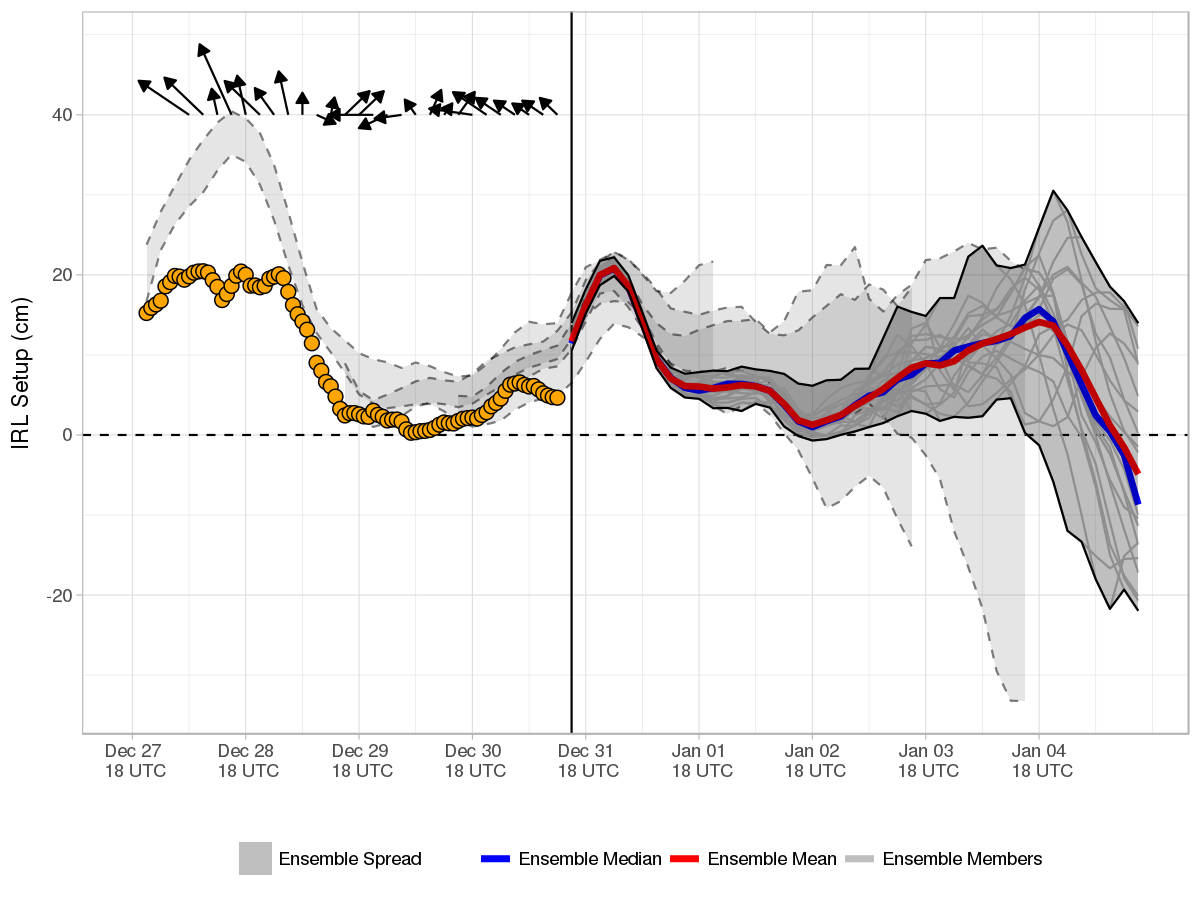 IRL Setup (cm)
40
20
0
-20
Dec 27 Dec 28 Dec 29 Dec 30 Dec 31 Jan 01 Jan 02 Jan 03 Jan 04
18 UTC 18 UTC 18 UTC 18 UTC 18 UTC 18 UTC 18 UTC 18 UTC 18 UTC
Ensemble Spread Ensemble Median Ensemble Mean Ensemble Members